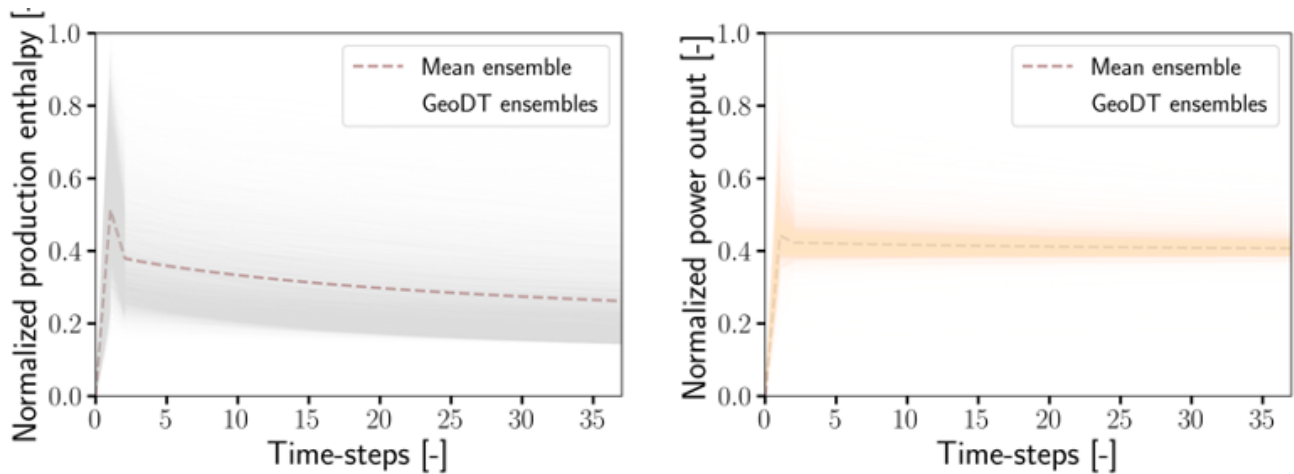 Normalized production enthalpy [-
1.0
0.8
0.6
0.4
0.2
0.0
Mean ensemble
GeoDT ensembles
0 5 10 15 20 25 30 35
Time-steps [-]
Normalized power output [-]
1.0
0.8
0.6
0.4
0.2
0.0
Mean ensemble
GeoDT ensembles
0 5 10 15 20 25 30 35
Time-steps [-]